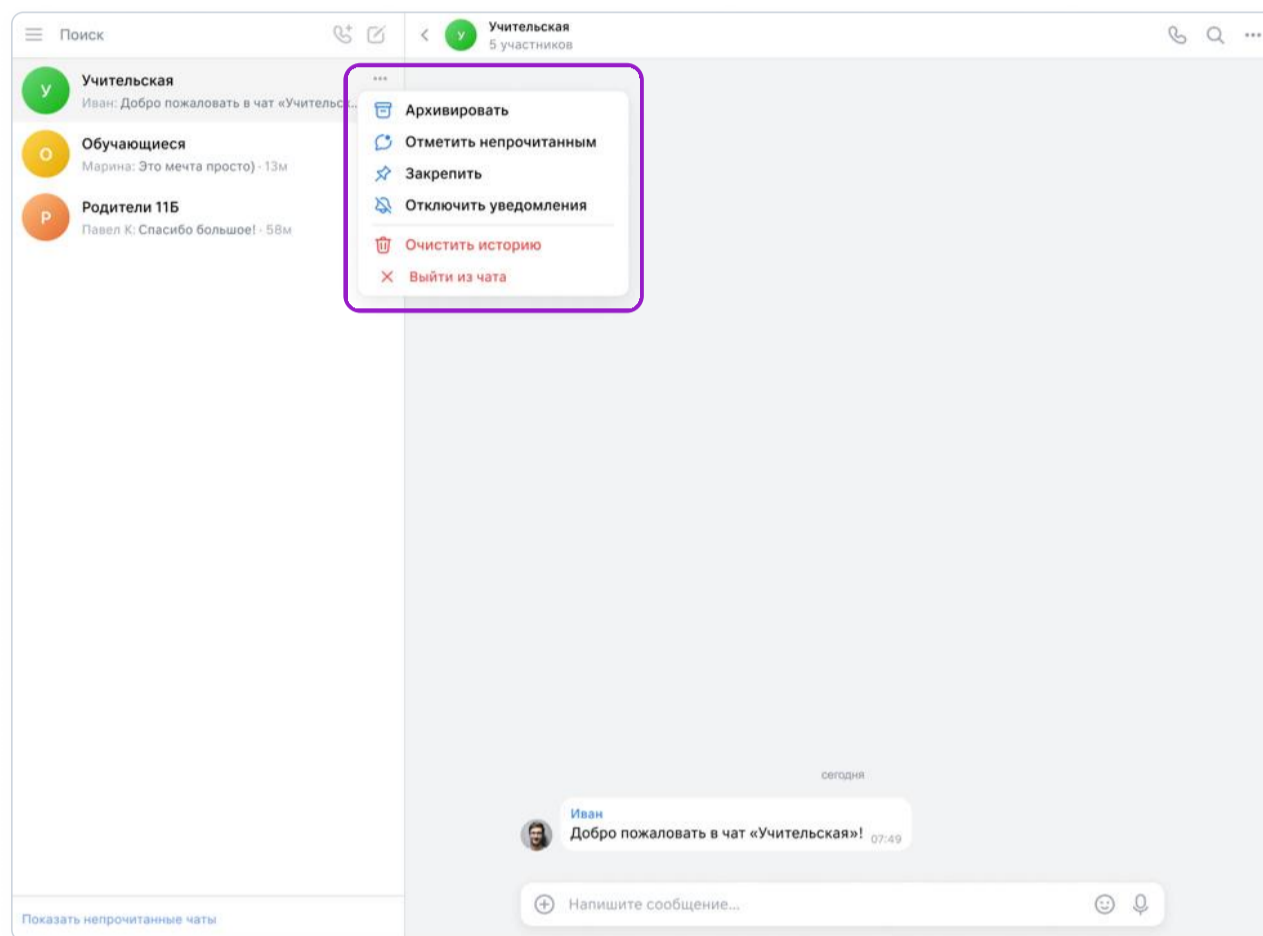 Поиск
Учительская
5 участников
У
У
Учительская
Иван: Добро пожаловать в чат «Учительск...
О
Обучающиеся
Марина: Это мечта просто) · 13м
Р
Родители 11Б
Павел К: Спасибо большое! · 58м
Архивировать
Отметить непрочитанным
Закрепить
Отключить уведомления
Очистить историю
Выйти из чата
сегодня
Иван
Добро пожаловать в чат «Учительская»! 07:49
Напишите сообщение...
Показать непрочитанные чаты